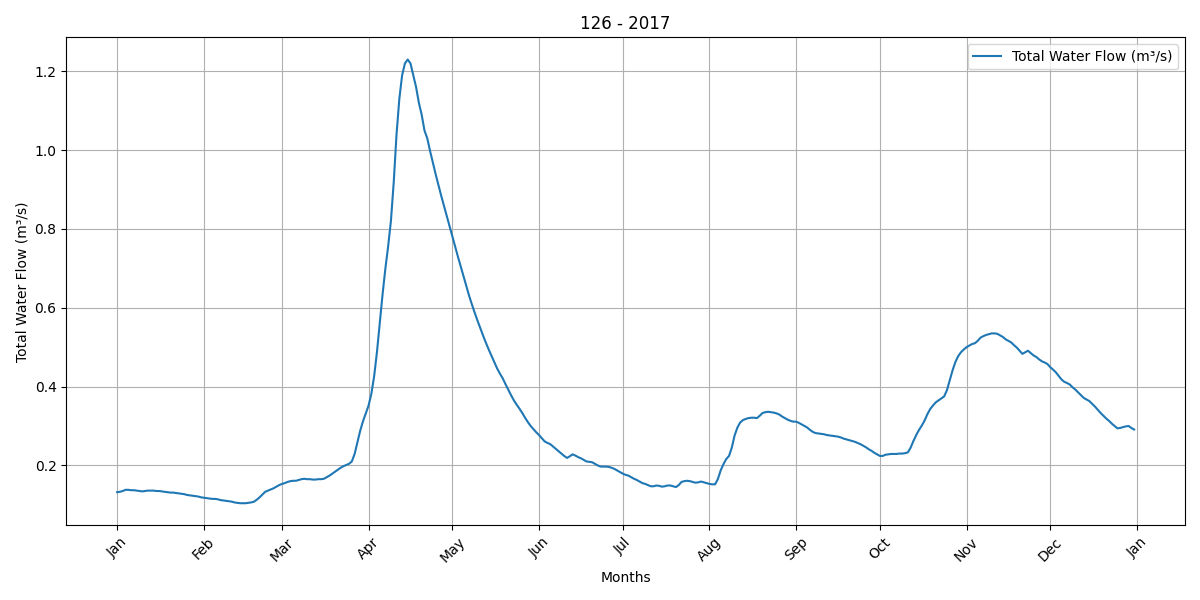 126 - 2017
Total Water Flow (m³/s)
Total Water Flow (m³/s)
1.2
1.0
0.8
0.6
0.4
0.2
Jan Feb Mar Apr May Jun Jul Aug Sep Oct Nov Dec Jan
Months